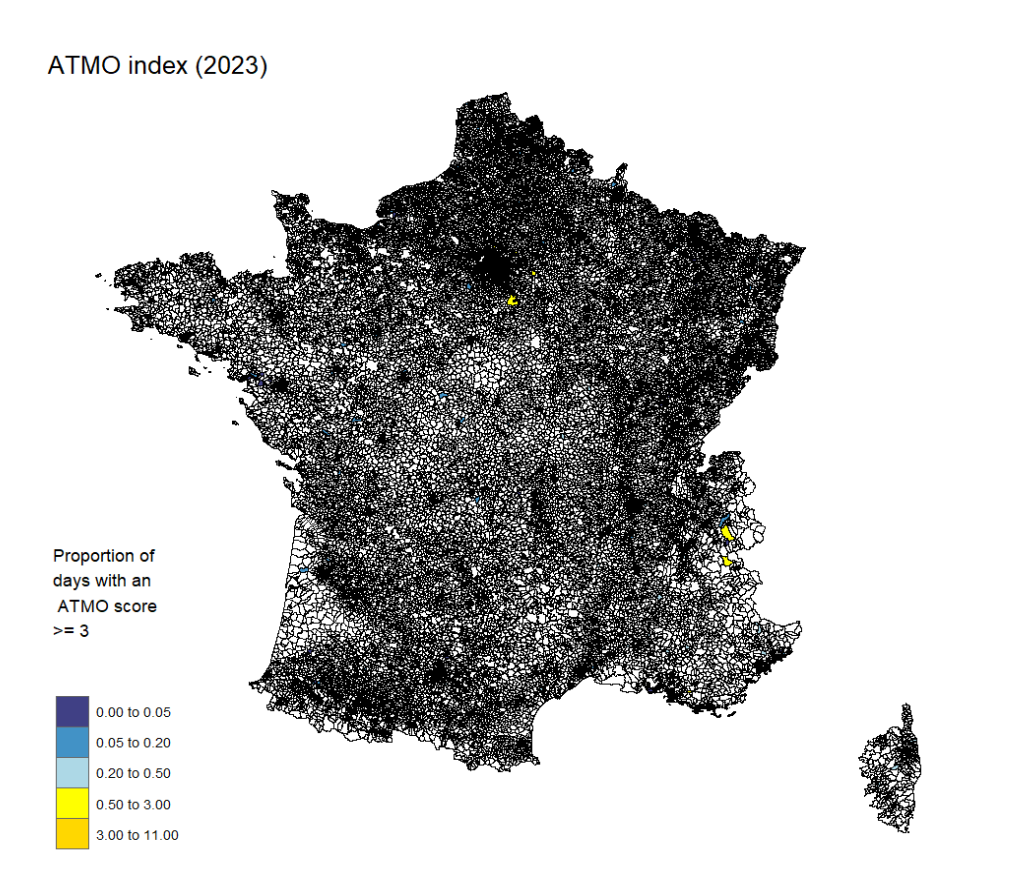 ATMO index (2023)
Proportion of
days with an
ATMO score
>= 3
0.00 to 0.05
0.05 to 0.20
0.20 to 0.50
0.50 to 3.00
3.00 to 11.00